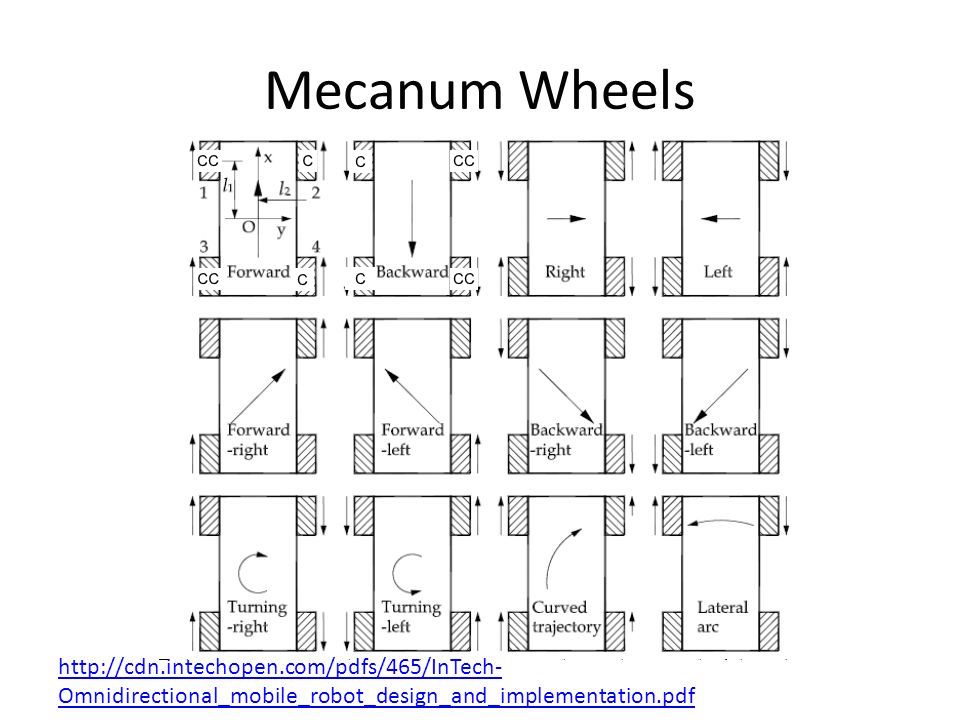 Mecanum Wheels
CC
C
x
l1
1
l2
2
O
y
3
4
CC
Forward
C
C
CC
C
Backward
CC
Right
Left
Forward
-right
Forward
-left
Backward
-right
Backward
-left
Turning
-right
Turning
-left
Curved
trajectory
Lateral
arc
http://cdn.intechopen.com/pdfs/465/InTech-
Omnidirectional_mobile_robot_design_and_implementation.pdf